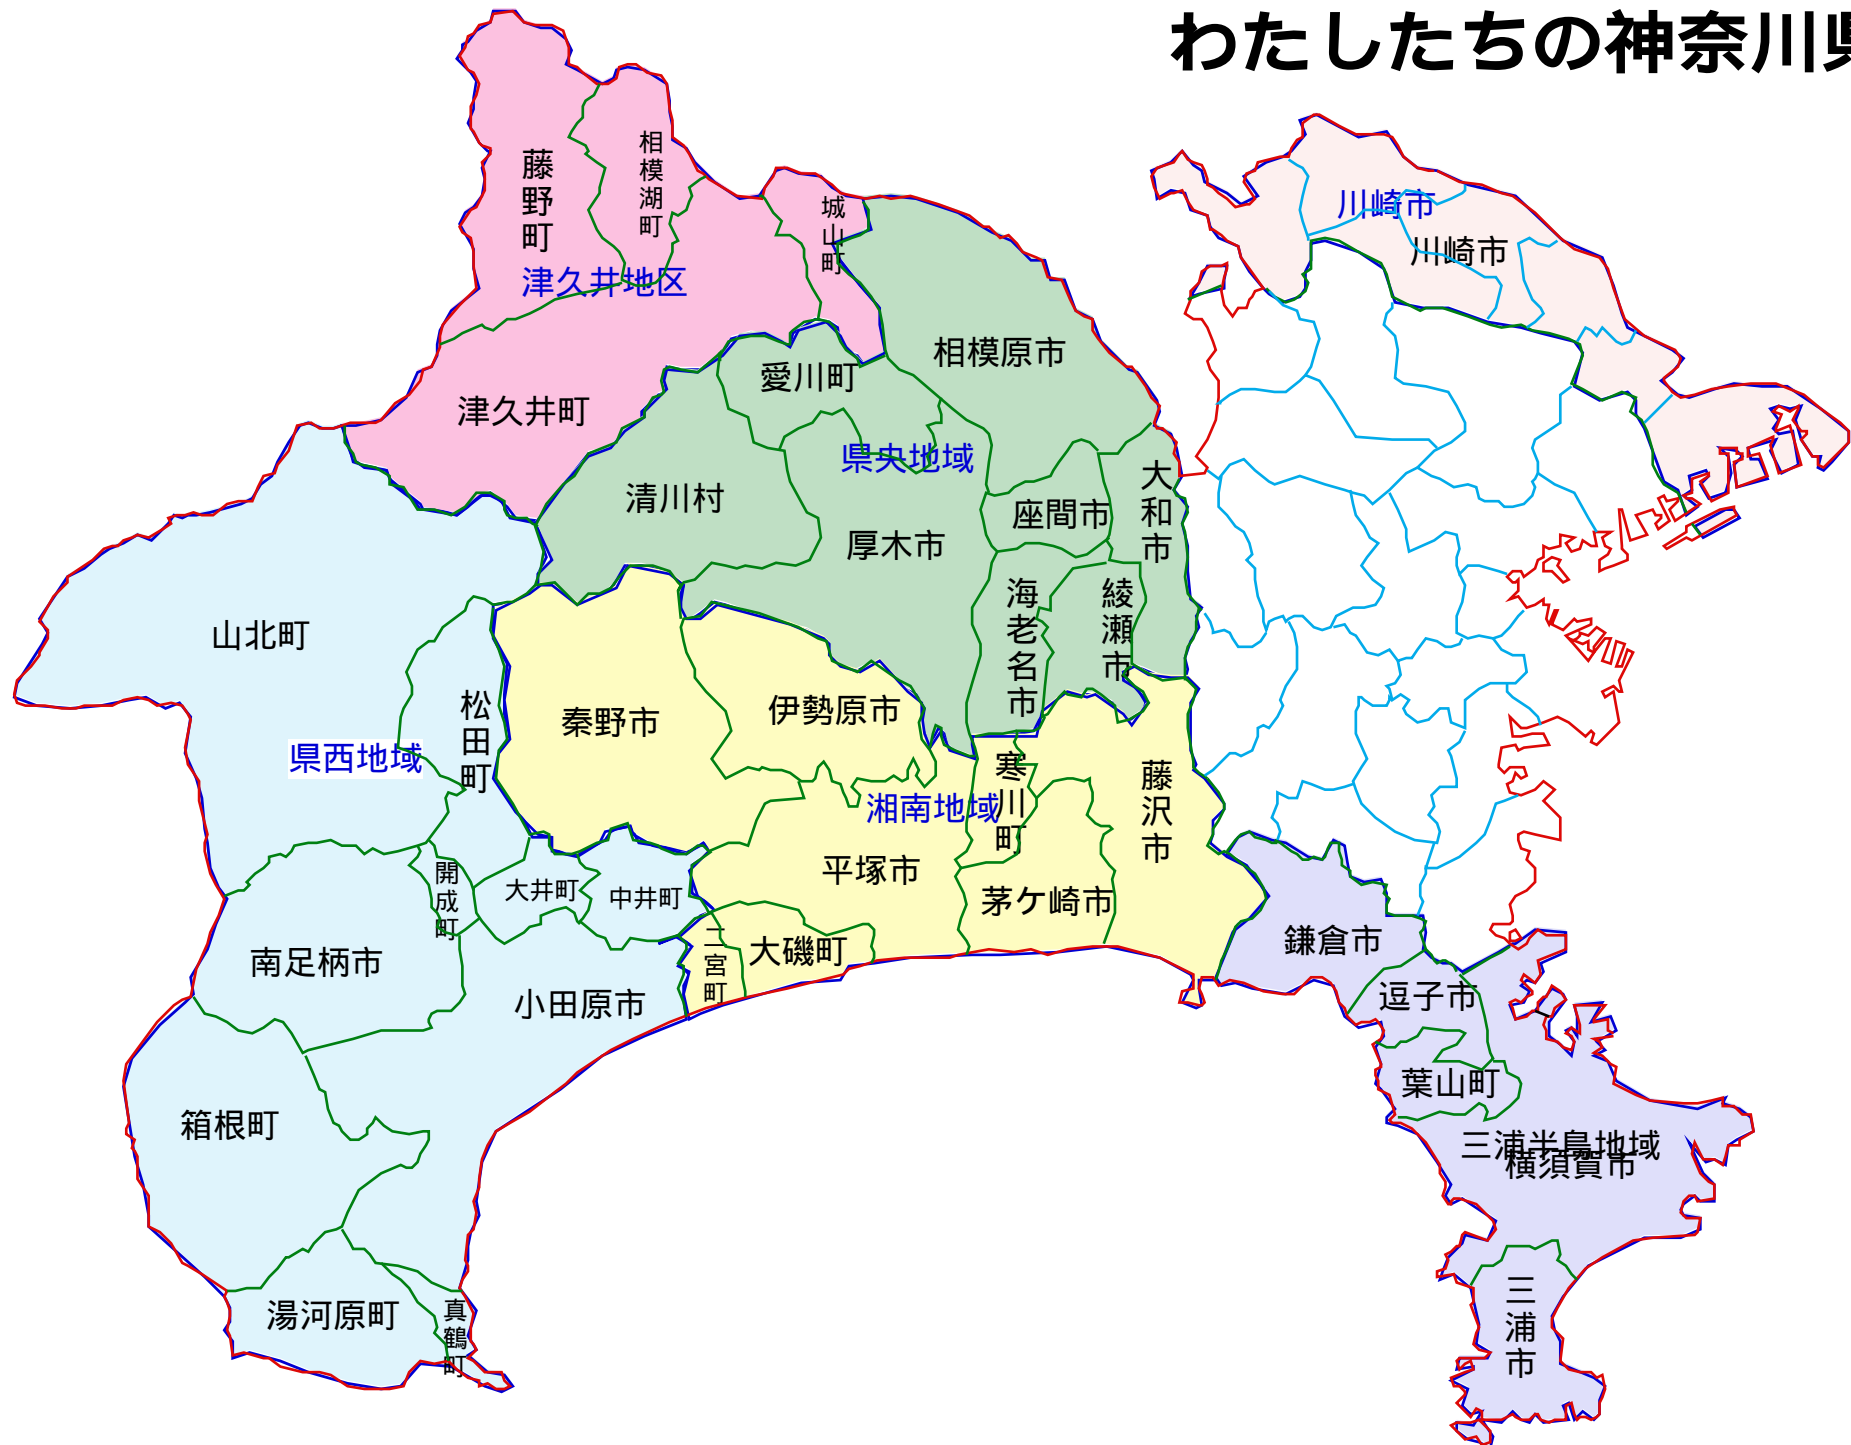 わたしたちの神奈川県
藤野町
相模湖町
城山町
津久井地区
津久井町
川崎市
川崎市
相模原市
愛川町
県央地域
清川村
厚木市
座間市
大和市
海老名市
綾瀬市
山北町
松田町
県西地域
秦野市
伊勢原市
湘南地域
寒川町
藤沢市
平塚市
茅ケ崎市
開成町
大井町
中井町
二宮町
大磯町
南足柄市
小田原市
箱根町
湯河原町
真鶴町
鎌倉市
逗子市
葉山町
三浦半島地域
横須賀市
三浦市